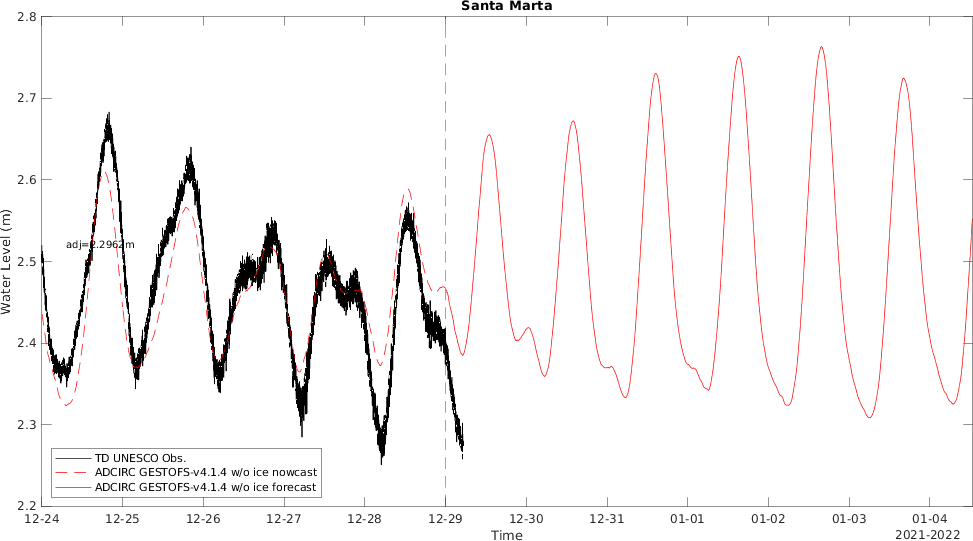 Santa Marta
2.8
2.7
2.6
2.5
2.4
2.3
2.2
Water Level (m)
adj=2.2962m
TD UNESCO Obs.
ADCIRC GESTOFS-v4.1.4 w/o ice nowcast
ADCIRC GESTOFS-v4.1.4 w/o ice forecast
12-24 12-25 12-26 12-27 12-28 12-29 12-30 12-31 01-01 01-02 01-03 01-04
Time
2021-2022